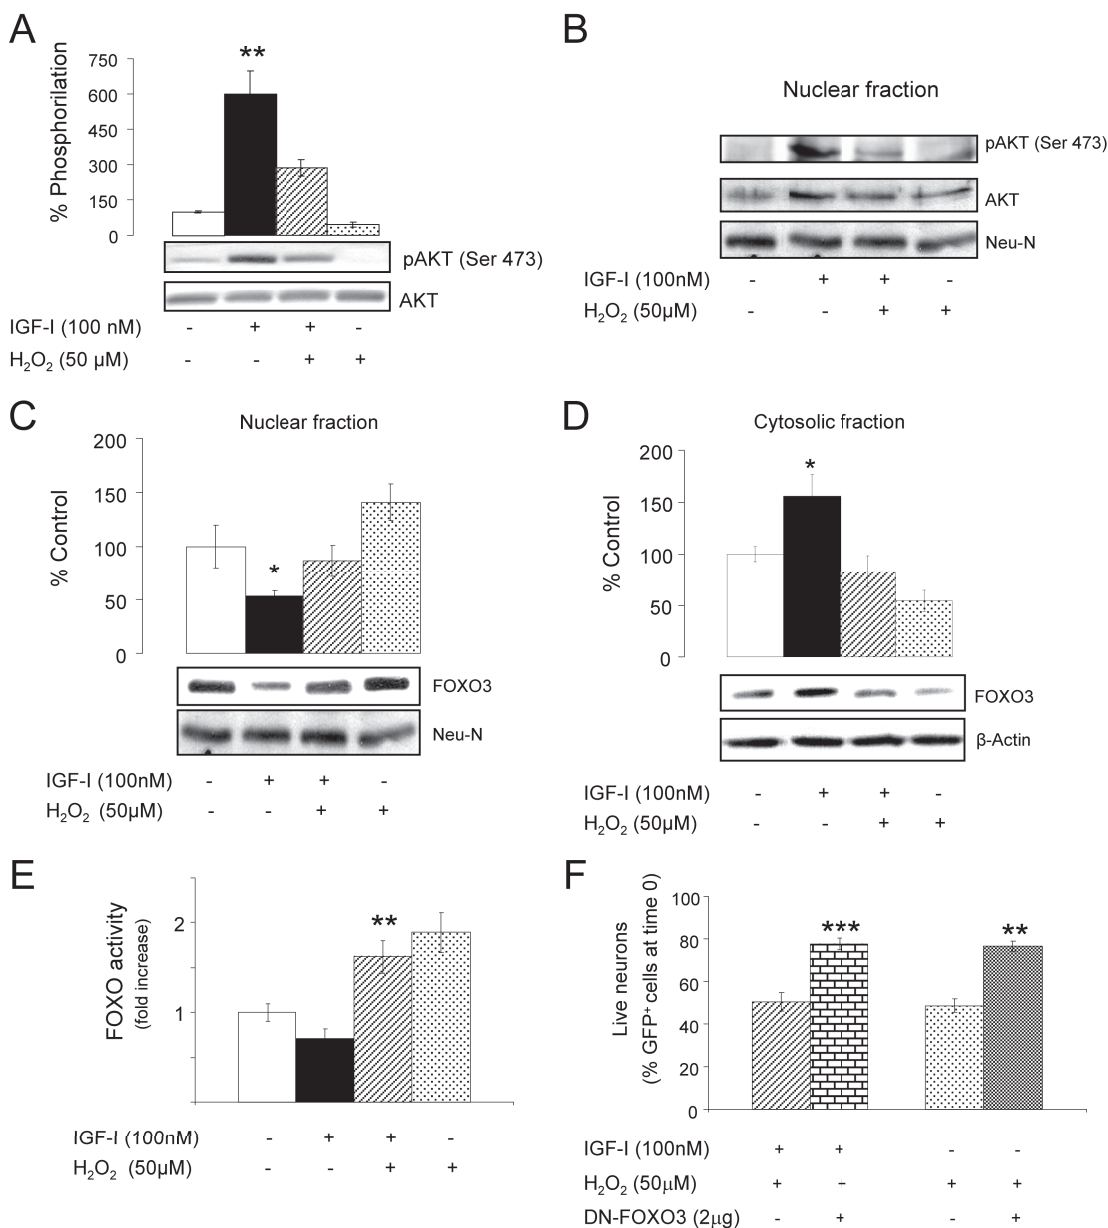 A
**
750
600
450
300
150
0
% Phosphorilation
pAKT (Ser 473)
AKT
IGF-I (100 nM) - + + -
H₂O₂ (50 µM) - - + +
B
Nuclear fraction
pAKT (Ser 473)
AKT
Neu-N
IGF-I (100nM) - + + -
H₂O₂ (50µM) - - + +
C
Nuclear fraction
200
150
100
50
0
% Control
*
FOXO3
Neu-N
IGF-I (100nM) - + + -
H₂O₂ (50µM) - - + +
D
Cytosolic fraction
200
150
100
50
0
% Control
*
FOXO3
β-Actin
IGF-I (100nM) - + + -
H₂O₂ (50µM) - - + +
E
FOXO activity
(fold increase)
2
1
**
IGF-I (100nM) - + + -
H₂O₂ (50µM) - - + +
F
Live neurons
(% GFP⁺ cells at time 0)
100
80
60
40
20
0
***
**
IGF-I (100nM) + + - -
H₂O₂ (50µM) + - + +
DN-FOXO3 (2µg) - + - +